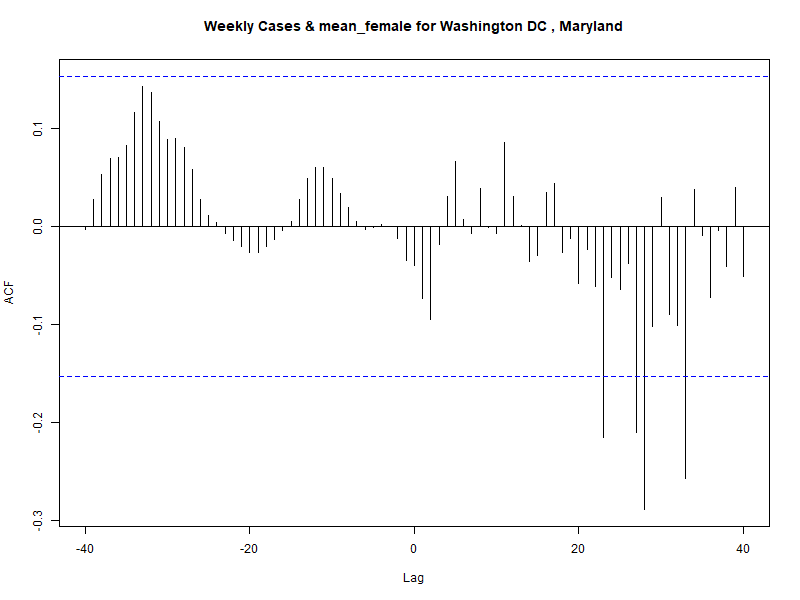 Weekly Cases & mean_female for Washington DC , Maryland
ACF
0.1
0.0
-0.1
-0.2
-0.3
-40 -20 0 20 40
Lag